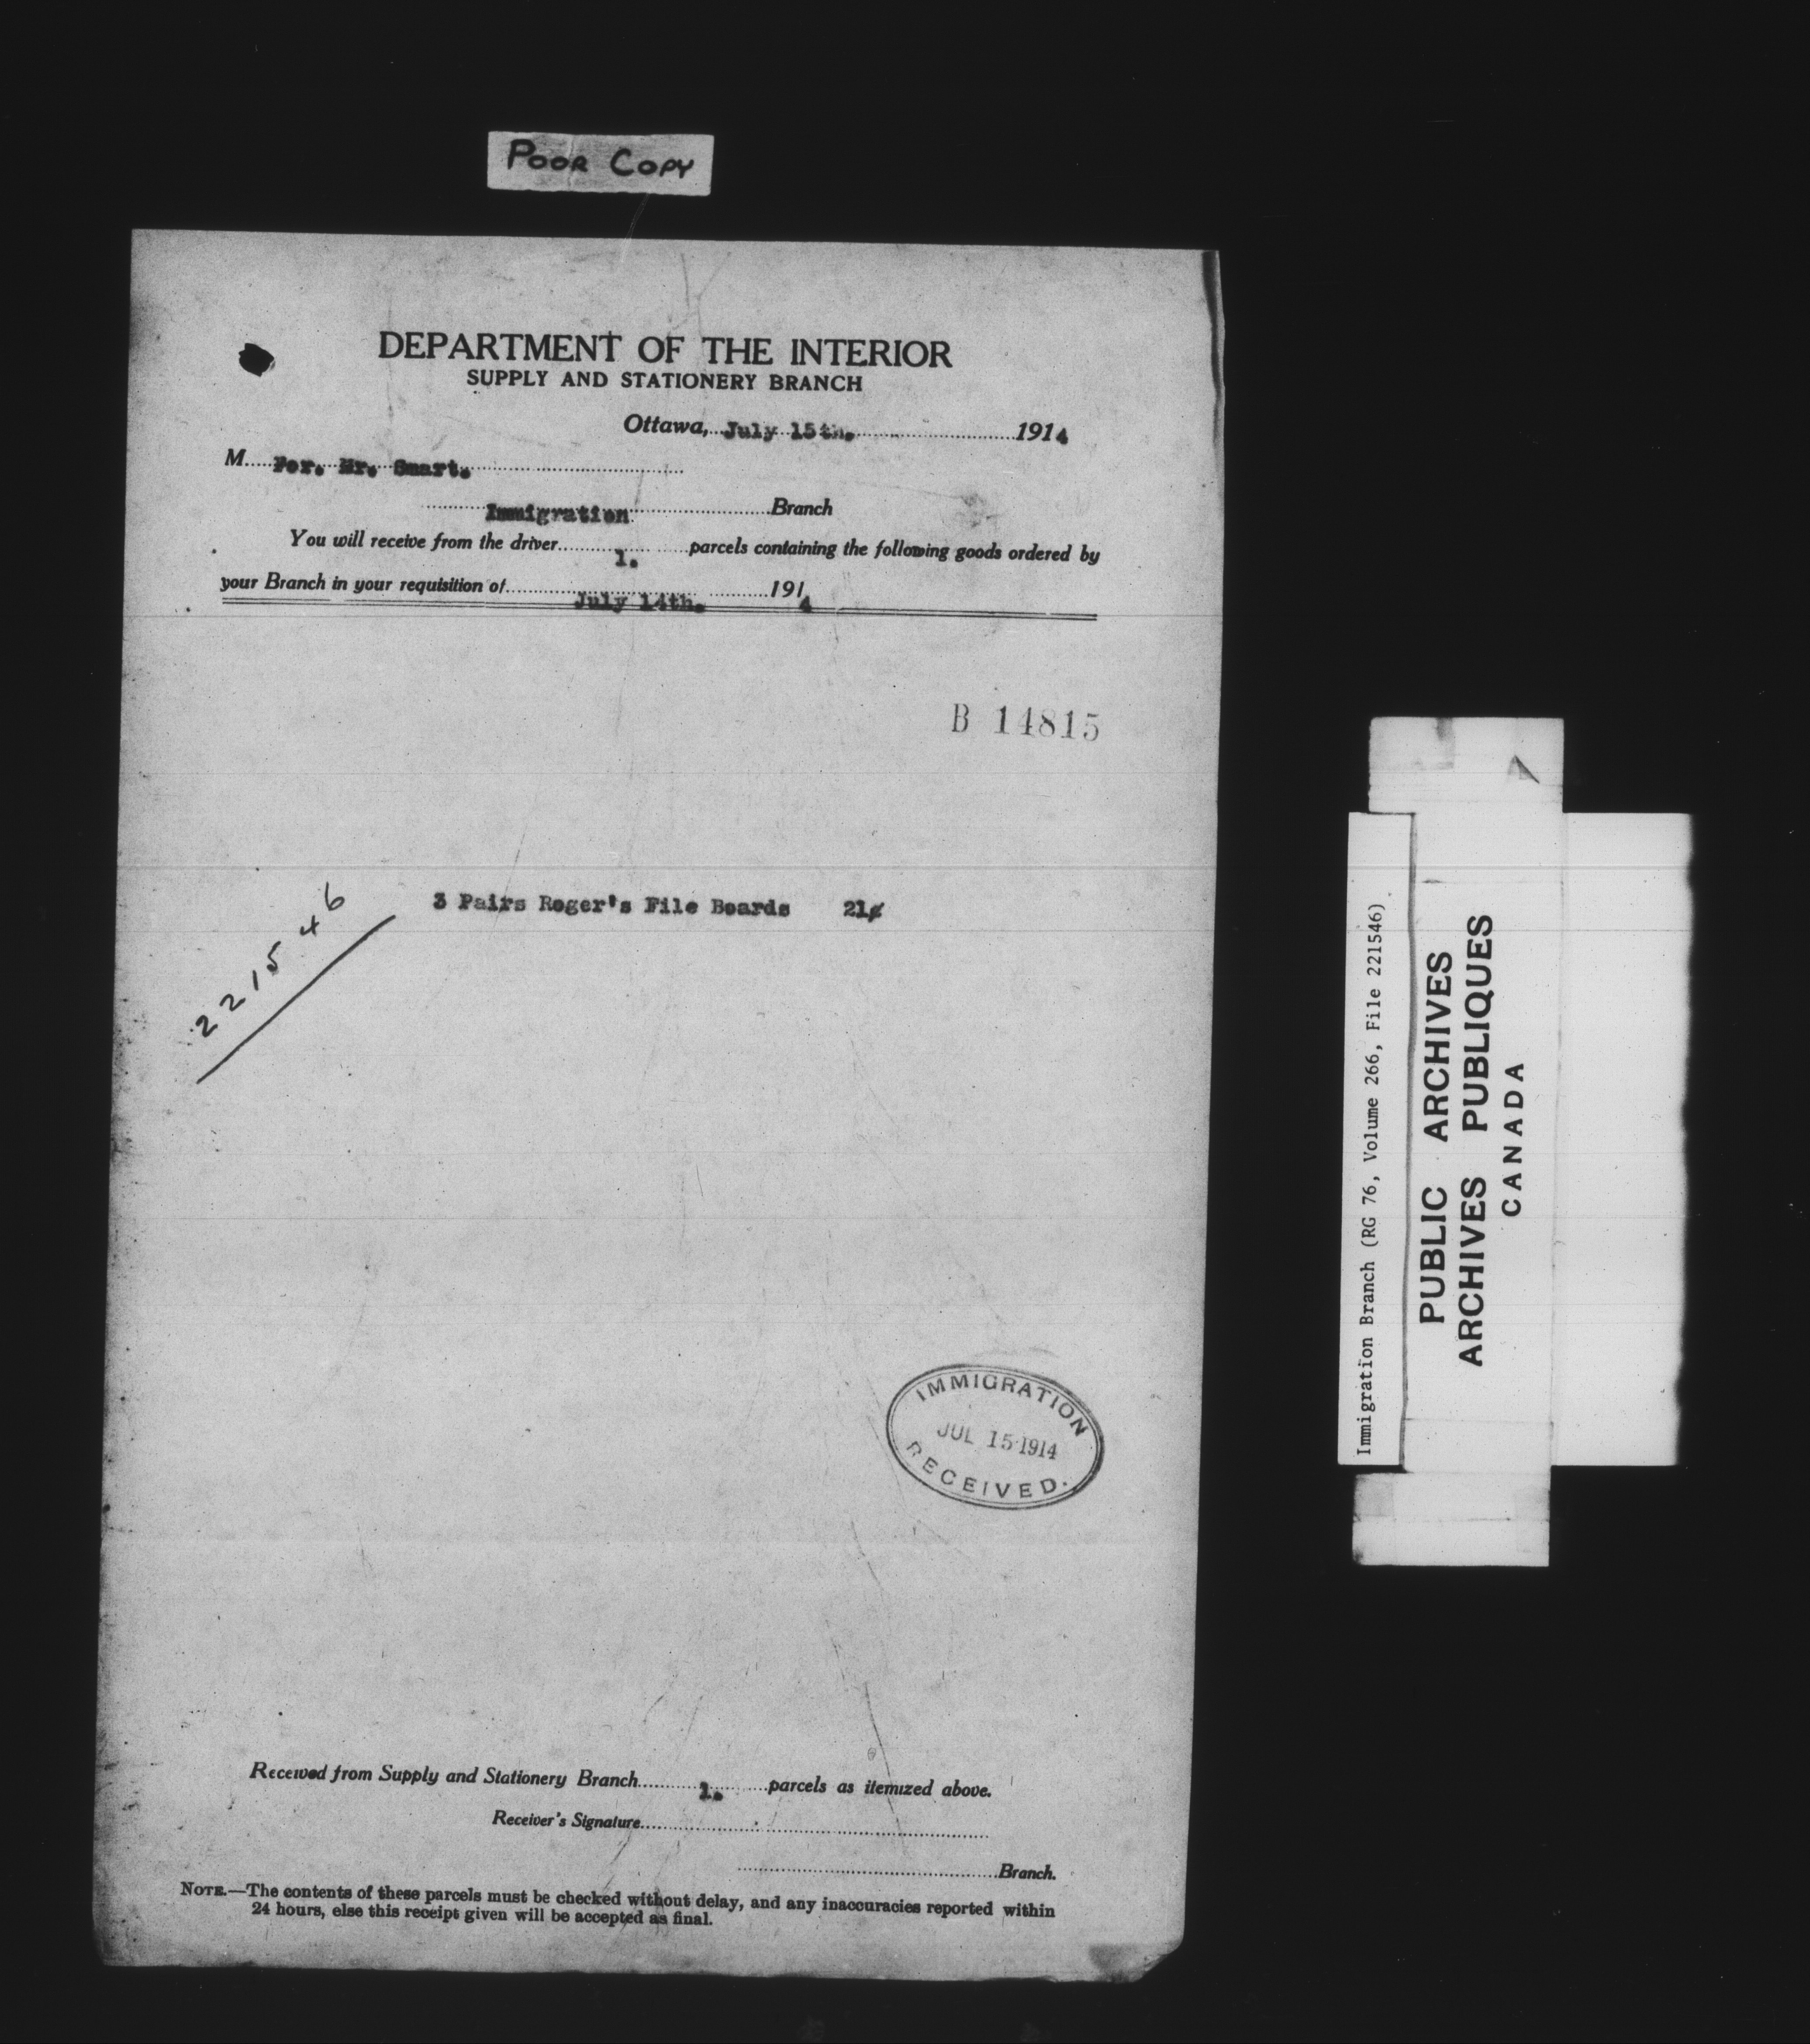 POOR COPY
DEPARTMENT OF THE INTERIOR
SUPPLY AND STATIONERY BRANCH
Ottawa, July 15th. 1914
M For. Mr. Smart.
Immigration Branch
You will receive from the driver 1. parcels containing the following goods ordered by
your Branch in your requisition of July 14th. 1914
B 14815
3 Pairs Roger's File Boards 21¢
221546
IMMIGRATION
JUL 15 1914
RECEIVED.
Received from Supply and Stationery Branch 1. parcels as itemized above.
Receiver's Signature
Branch.
NOTE.—The contents of these parcels must be checked without delay, and any inaccuracies reported within
24 hours, else this receipt given will be accepted as final.
Immigration Branch (RG 76, Volume 266, File 221546)
PUBLIC ARCHIVES
ARCHIVES PUBLIQUES
CANADA